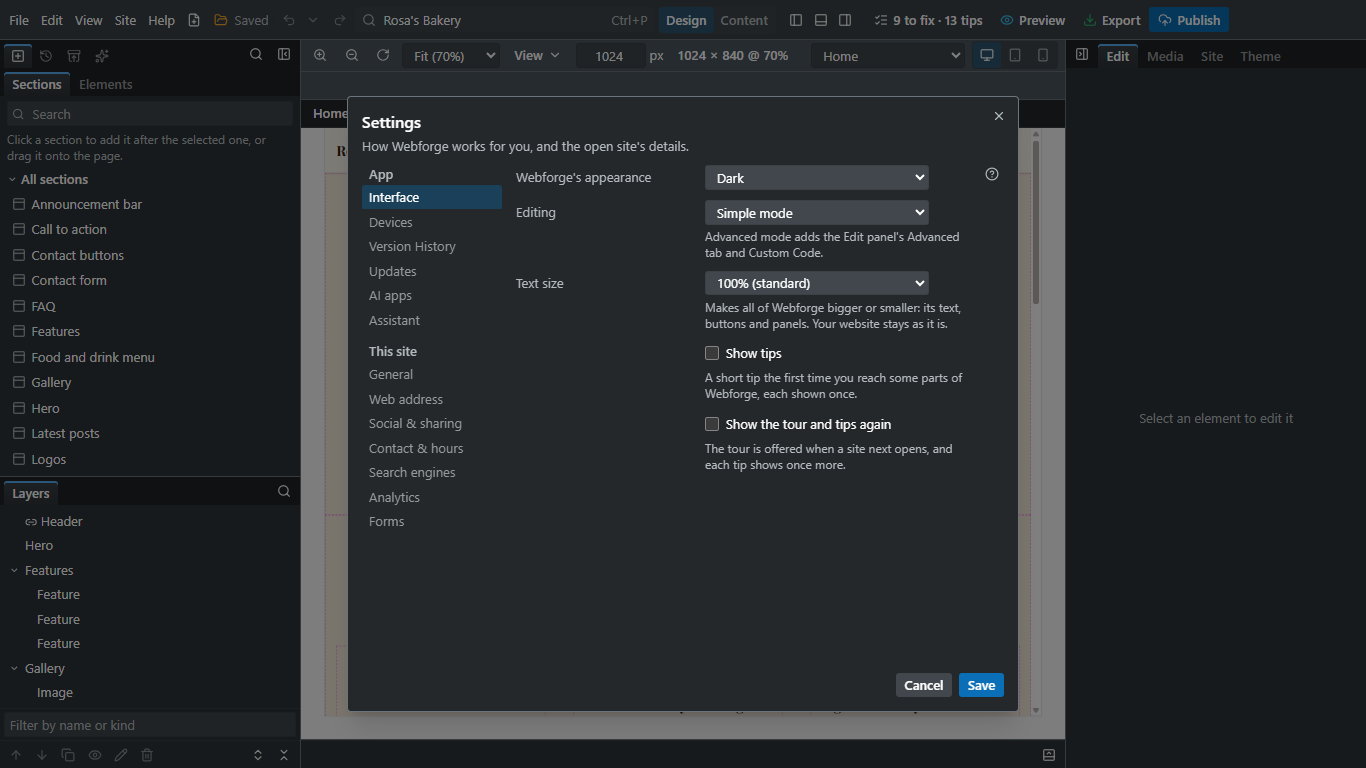 File Edit View Site Help Saved Rosa's Bakery Ctrl+P Design Content 9 to fix · 13 tips Preview Export Publish
Fit (70%) View 1024 px 1024 × 840 @ 70% Home
Edit Media Site Theme
Sections Elements
Search
Click a section to add it after the selected one, or
drag it onto the page.
All sections
Announcement bar
Call to action
Contact buttons
Contact form
FAQ
Features
Food and drink menu
Gallery
Hero
Latest posts
Logos
Layers
Header
Hero
Features
Feature
Feature
Feature
Gallery
Image
Filter by name or kind
Home
Settings
How Webforge works for you, and the open site's details.
App
Interface
Devices
Version History
Updates
AI apps
Assistant
This site
General
Web address
Social & sharing
Contact & hours
Search engines
Analytics
Forms
Webforge's appearance Dark
Editing Simple mode
Advanced mode adds the Edit panel's Advanced
tab and Custom Code.
Text size 100% (standard)
Makes all of Webforge bigger or smaller: its text,
buttons and panels. Your website stays as it is.
Show tips
A short tip the first time you reach some parts of
Webforge, each shown once.
Show the tour and tips again
The tour is offered when a site next opens, and
each tip shows once more.
Cancel Save
Select an element to edit it